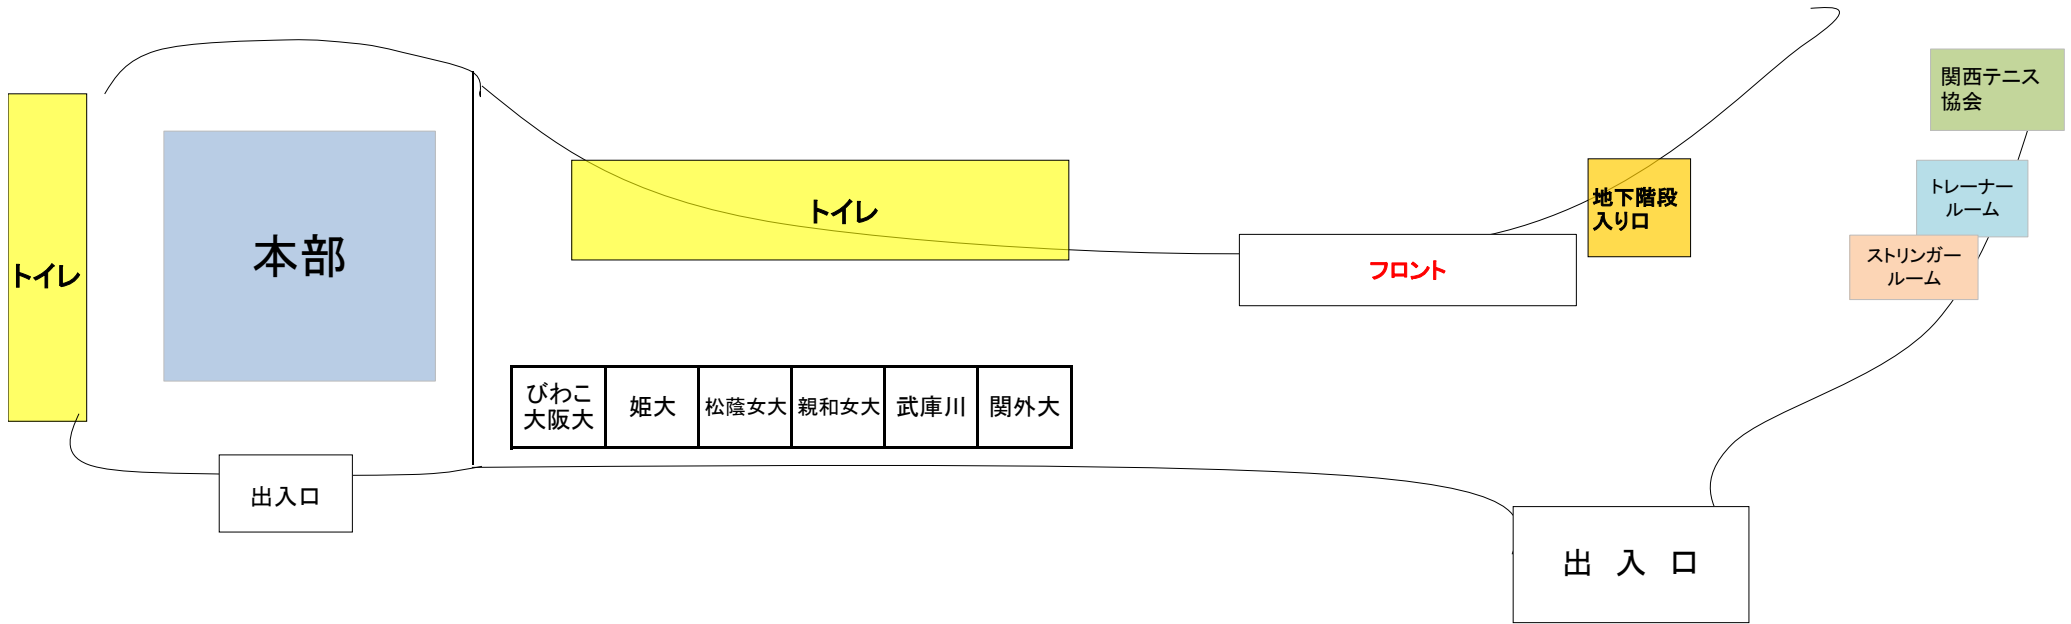 関西テニス
協会
トレーナー
ルーム
ストリンガー
ルーム
地下階段
入り口
トイレ
トイレ
本部
フロント
びわこ
大阪大
姫大
松蔭女大
親和女大
武庫川
関外大
出入口
出　入　口